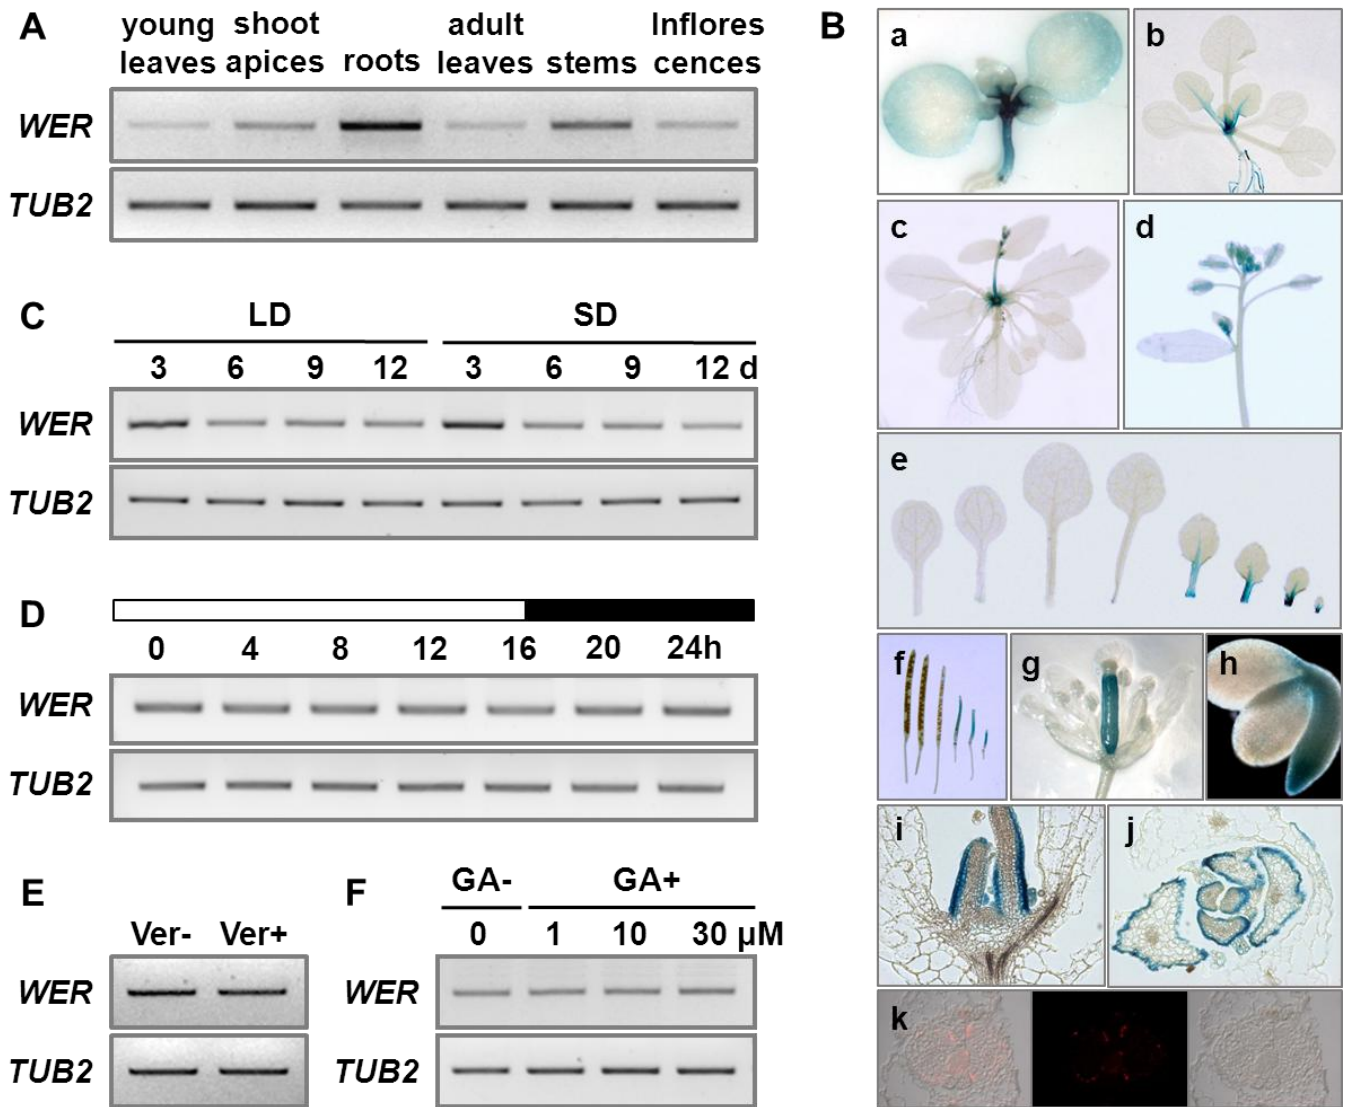 A
young leaves
shoot apices
roots
adult leaves
stems
Inflores cences
WER
TUB2
B
a
b
c
d
e
f
g
h
i
j
k
C
LD SD
3 6 9 12 3 6 9 12 d
WER
TUB2
D
0 4 8 12 16 20 24h
WER
TUB2
E
Ver- Ver+
WER
TUB2
F
GA- GA+
0 1 10 30 μM
WER
TUB2